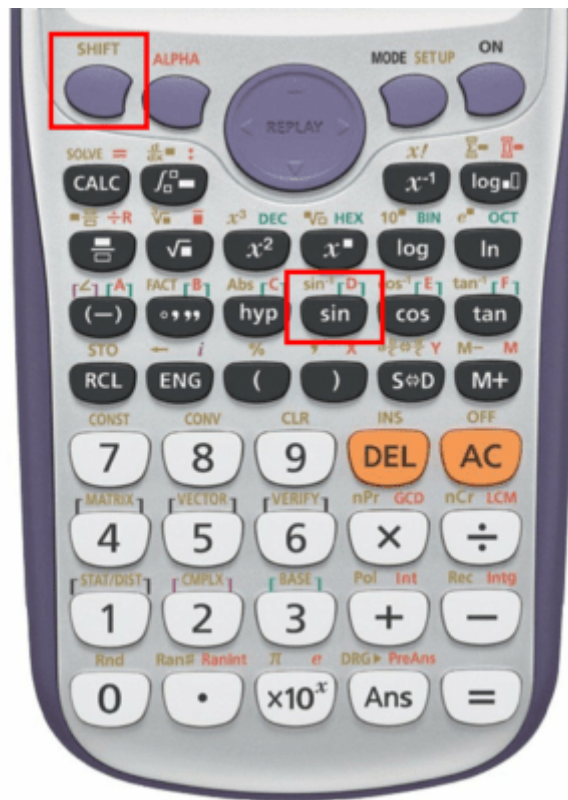 SHIFT ALPHA MODE SETUP ON
REPLAY
SOLVE = : x! Σ▪ Π▪
CALC ∫▪ x⁻¹ log▪▯
÷R x³ DEC HEX 10▪ BIN e▪ OCT
√▪ x² x▪ log ln
[∠] [A] FACT [B] Abs [C] sin⁻¹ [D] cos⁻¹ [E] tan⁻¹ [F]
(−) °,,, hyp sin cos tan
STO ← i % , X Y M− M
RCL ENG ( ) S⇔D M+
CONST CONV CLR INS OFF
7 8 9 DEL AC
[MATRIX] [VECTOR] [VERIFY] nPr GCD nCr LCM
4 5 6 × ÷
[STAT/DIST] [CMPLX] [BASE] Pol Int Rec Intg
1 2 3 + −
Rnd Ran# RanInt π e DRG▶ PreAns
0 • ×10ˣ Ans =